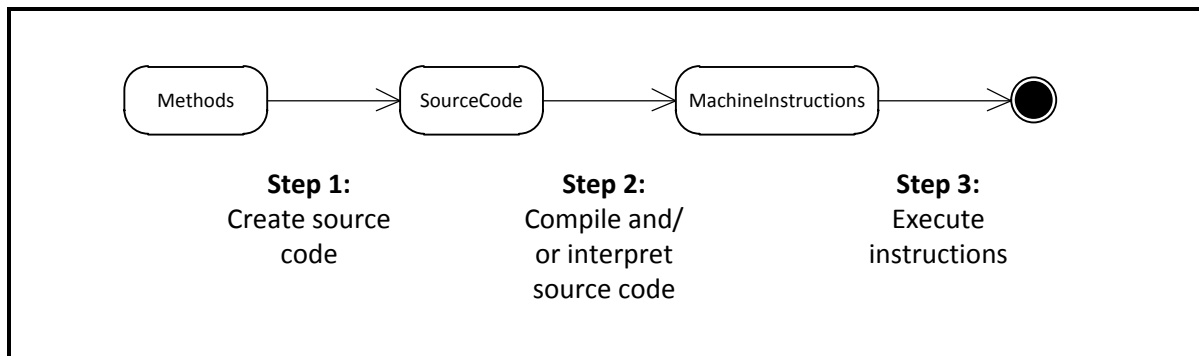 Methods
SourceCode
MachineInstructions
Step 1:
Create source
code
Step 2:
Compile and/
or interpret
source code
Step 3:
Execute
instructions